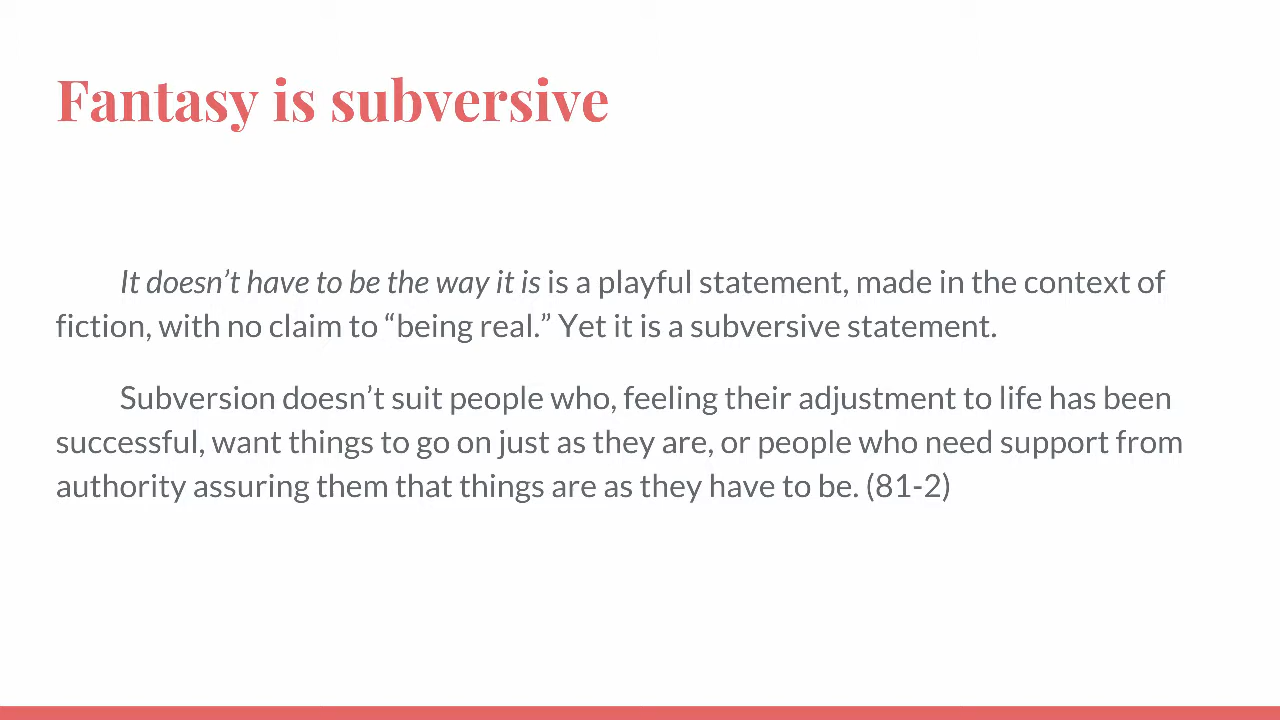 Fantasy is subversive
It doesn’t have to be the way it is is a playful statement, made in the context of
fiction, with no claim to “being real.” Yet it is a subversive statement.
Subversion doesn’t suit people who, feeling their adjustment to life has been
successful, want things to go on just as they are, or people who need support from
authority assuring them that things are as they have to be. (81-2)